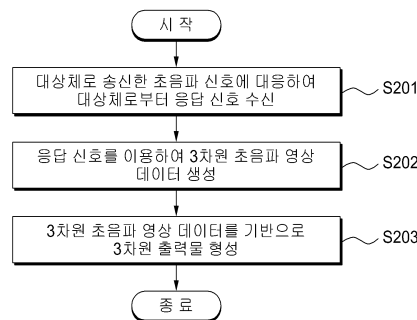 시 작
대상체로 송신한 초음파 신호에 대응하여
대상체로부터 응답 신호 수신
S201
응답 신호를 이용하여 3차원 초음파 영상
데이터 생성
S202
3차원 초음파 영상 데이터를 기반으로
3차원 출력물 형성
S203
종 료